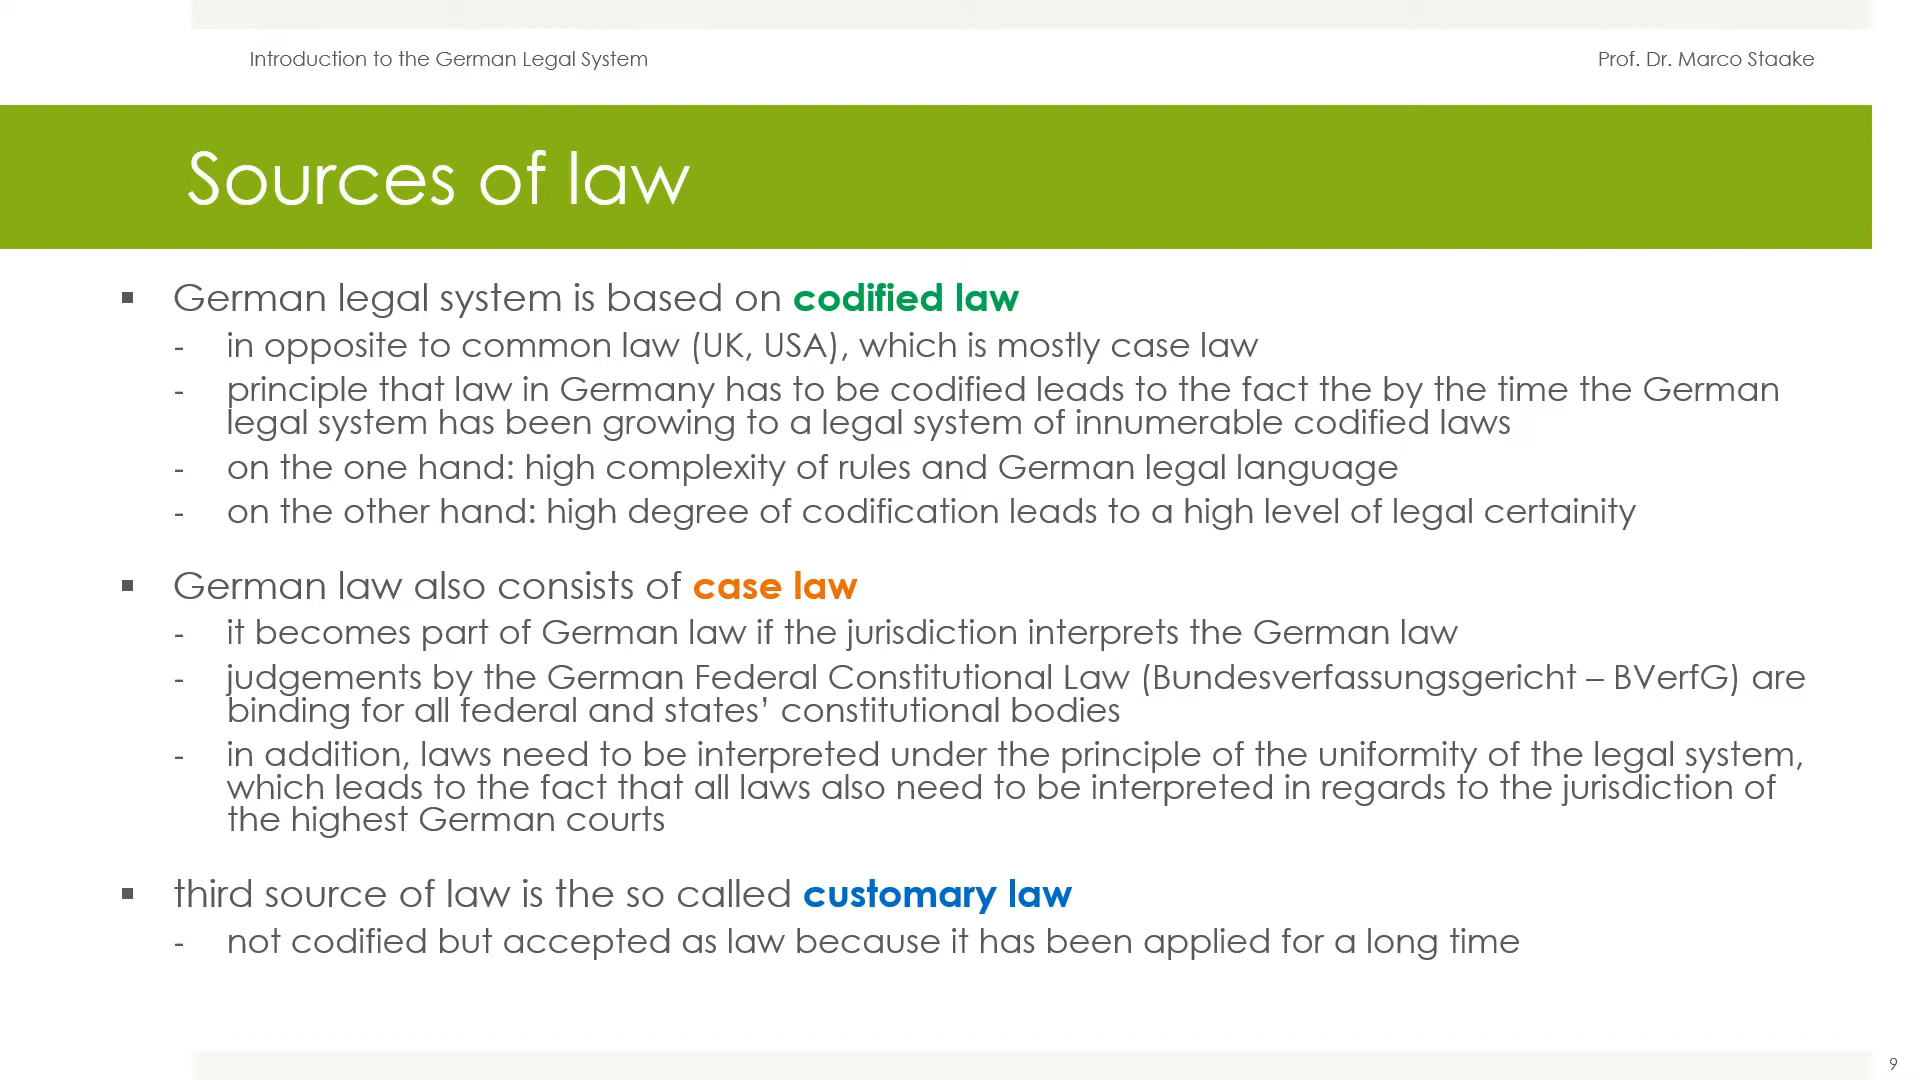 Introduction to the German Legal System
Prof. Dr. Marco Staake
Sources of law
▪ German legal system is based on codified law
- in opposite to common law (UK, USA), which is mostly case law
- principle that law in Germany has to be codified leads to the fact the by the time the German
legal system has been growing to a legal system of innumerable codified laws
- on the one hand: high complexity of rules and German legal language
- on the other hand: high degree of codification leads to a high level of legal certainity
▪ German law also consists of case law
- it becomes part of German law if the jurisdiction interprets the German law
- judgements by the German Federal Constitutional Law (Bundesverfassungsgericht – BVerfG) are
binding for all federal and states’ constitutional bodies
- in addition, laws need to be interpreted under the principle of the uniformity of the legal system,
which leads to the fact that all laws also need to be interpreted in regards to the jurisdiction of
the highest German courts
▪ third source of law is the so called customary law
- not codified but accepted as law because it has been applied for a long time
9